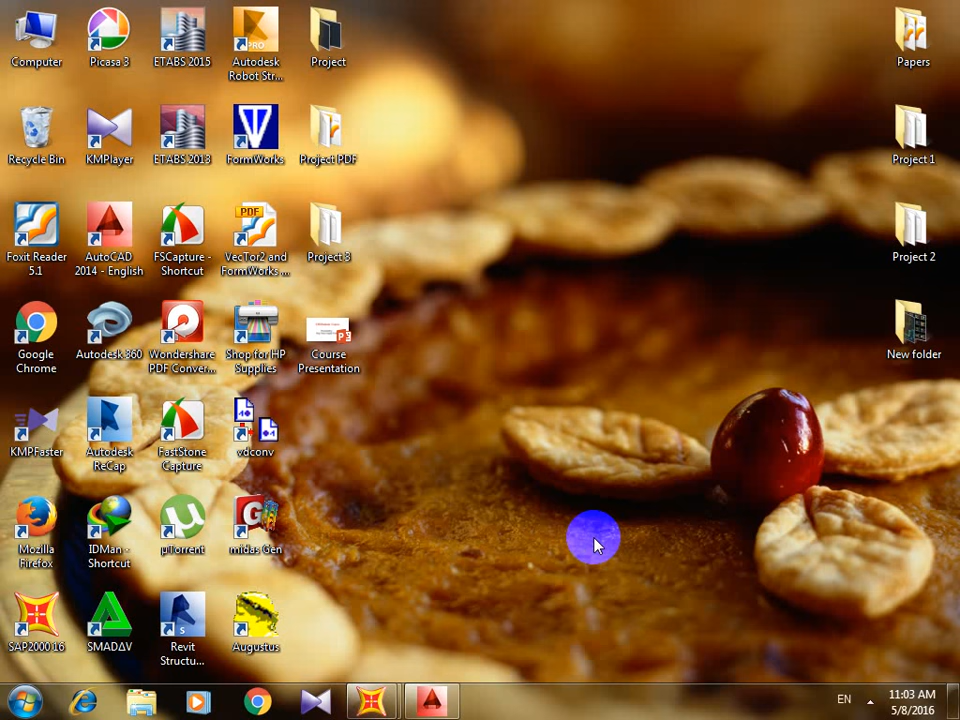 Computer
Picasa 3
ETABS 2015
PRO
Autodesk
Robot Str...
Project
Papers
Recycle Bin
KMPlayer
ETABS 2013
FormWorks
Project PDF
Project 1
Foxit Reader
5.1
AutoCAD
2014 - English
FSCapture -
Shortcut
PDF
VecTor2 and
FormWorks ...
Project 3
Project 2
Google
Chrome
Autodesk 360
Wondershare
PDF Conver...
Shop for HP
Supplies
Course
Presentation
New folder
KMPFaster
Autodesk
ReCap
FastStone
Capture
vdconv
Mozilla
Firefox
IDMan -
Shortcut
µTorrent
midas Gen
SAP2000 16
SMADΔV
Revit
Structu...
Augustus
EN
11:03 AM
5/8/2016